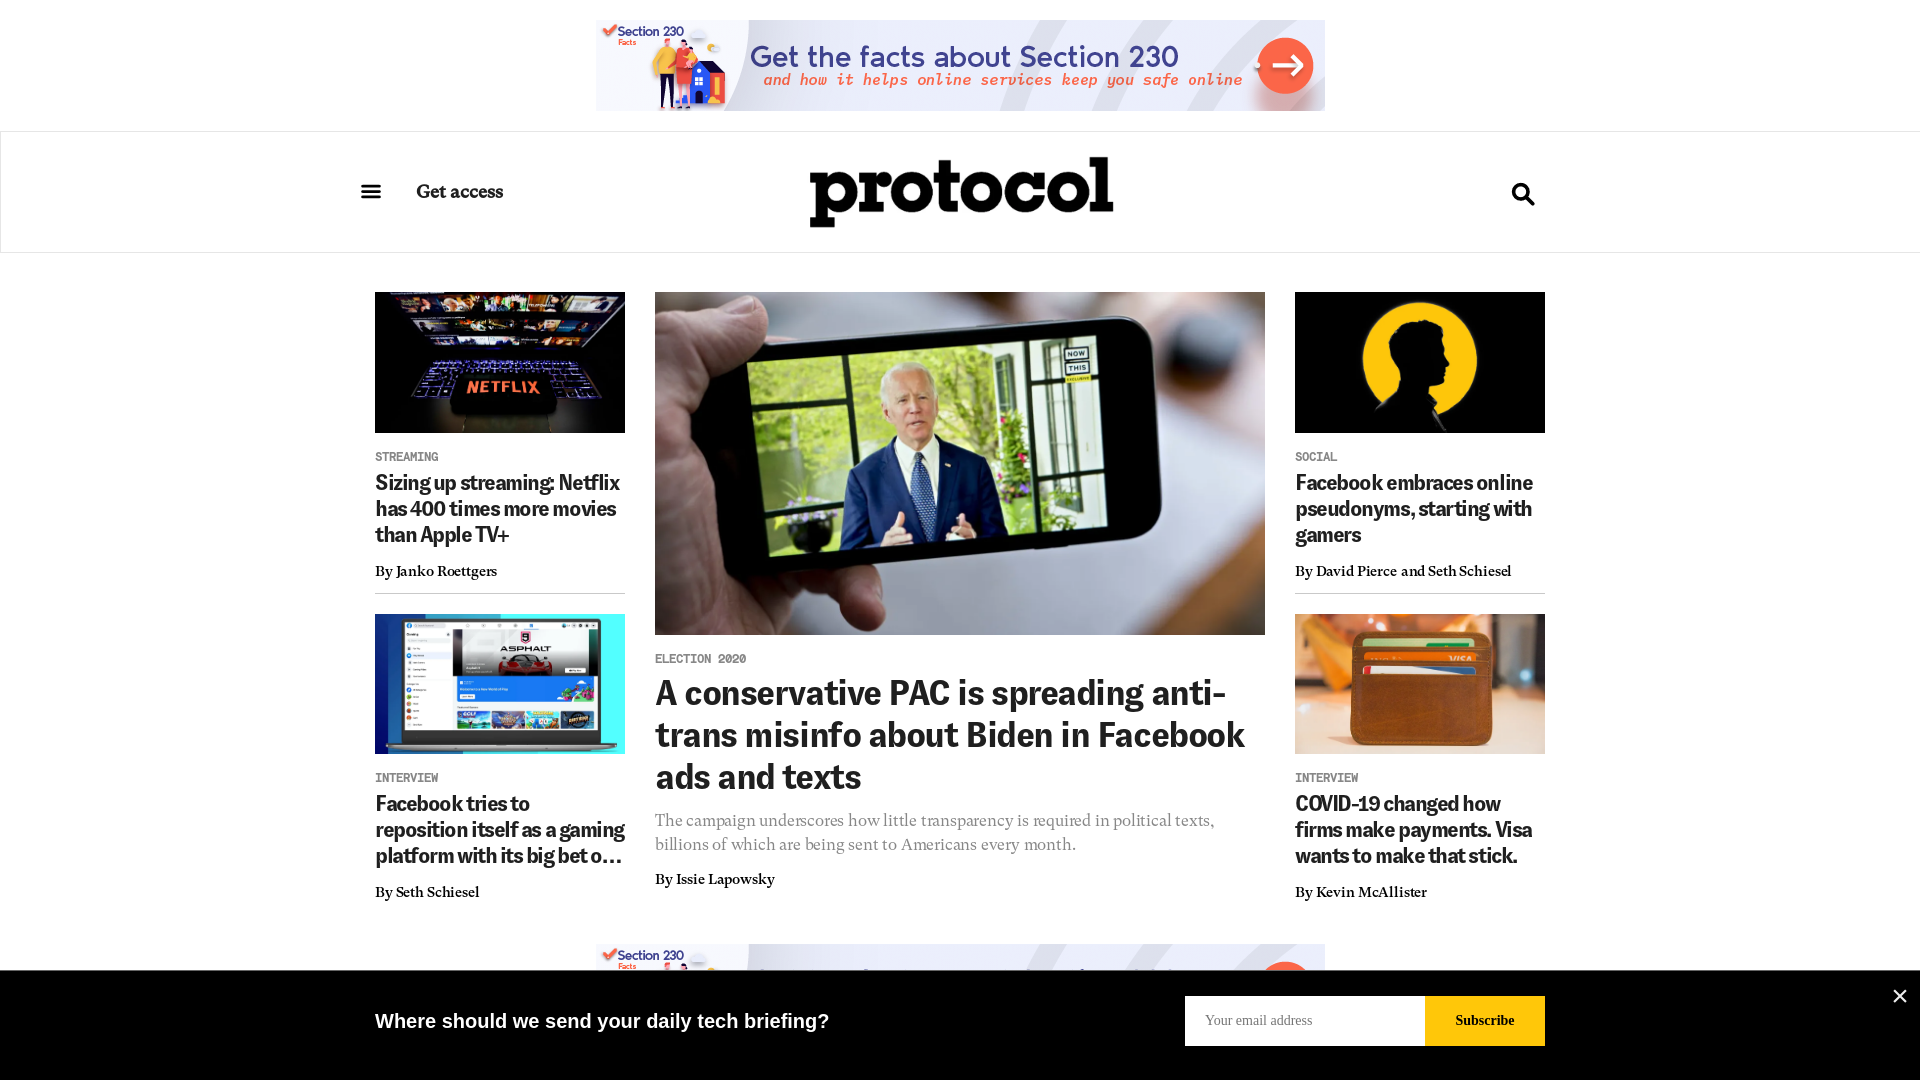 Section 230
Facts
Get the facts about Section 230
and how it helps online services keep you safe online
Get access
protocol
NETFLIX
STREAMING
Sizing up streaming: Netflix
has 400 times more movies
than Apple TV+
By Janko Roettgers
ASPHALT
INTERVIEW
Facebook tries to
reposition itself as a gaming
platform with its big bet o...
By Seth Schiesel
NOW
THIS
ELECTION 2020
A conservative PAC is spreading anti-
trans misinfo about Biden in Facebook
ads and texts
The campaign underscores how little transparency is required in political texts,
billions of which are being sent to Americans every month.
By Issie Lapowsky
SOCIAL
Facebook embraces online
pseudonyms, starting with
gamers
By David Pierce and Seth Schiesel
VISA
INTERVIEW
COVID-19 changed how
firms make payments. Visa
wants to make that stick.
By Kevin McAllister
Section 230
Facts
Where should we send your daily tech briefing?
Your email address
Subscribe